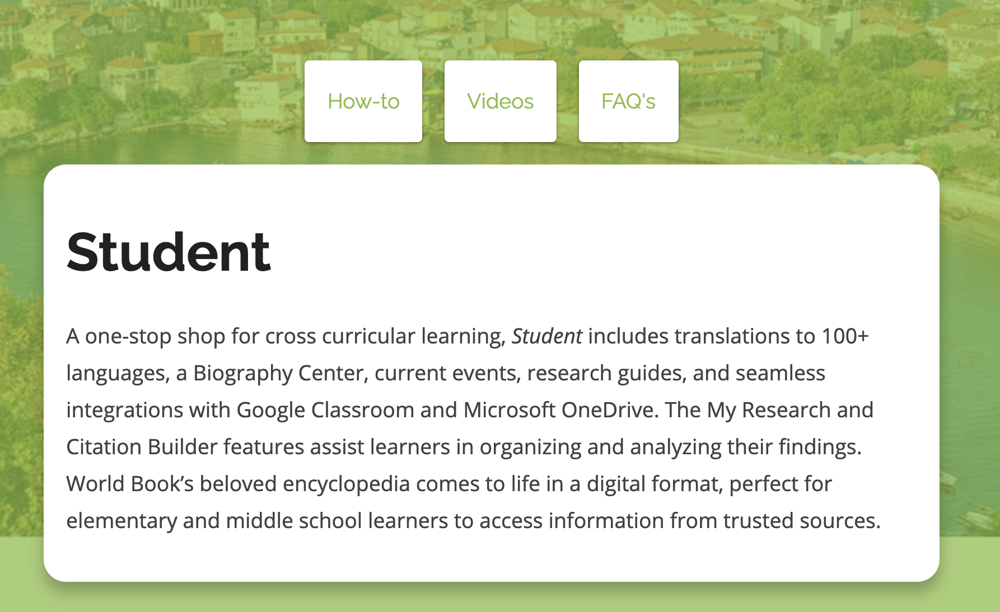 How-to
Videos
FAQ's
Student
A one-stop shop for cross curricular learning, Student includes translations to 100+
languages, a Biography Center, current events, research guides, and seamless
integrations with Google Classroom and Microsoft OneDrive. The My Research and
Citation Builder features assist learners in organizing and analyzing their findings.
World Book’s beloved encyclopedia comes to life in a digital format, perfect for
elementary and middle school learners to access information from trusted sources.